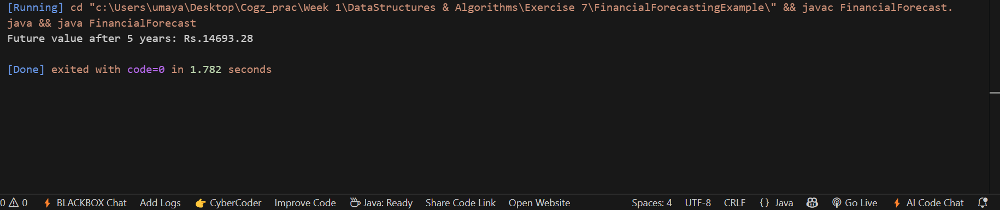 [Running] cd "c:\Users\umaya\Desktop\Cogz_prac\Week 1\DataStructures & Algorithms\Exercise 7\FinancialForecastingExample\" && javac FinancialForecast.
java && java FinancialForecast
Future value after 5 years: Rs.14693.28
[Done] exited with code=0 in 1.782 seconds
0 0 BLACKBOX Chat Add Logs CyberCoder Improve Code Java: Ready Share Code Link Open Website Spaces: 4 UTF-8 CRLF {} Java Go Live AI Code Chat